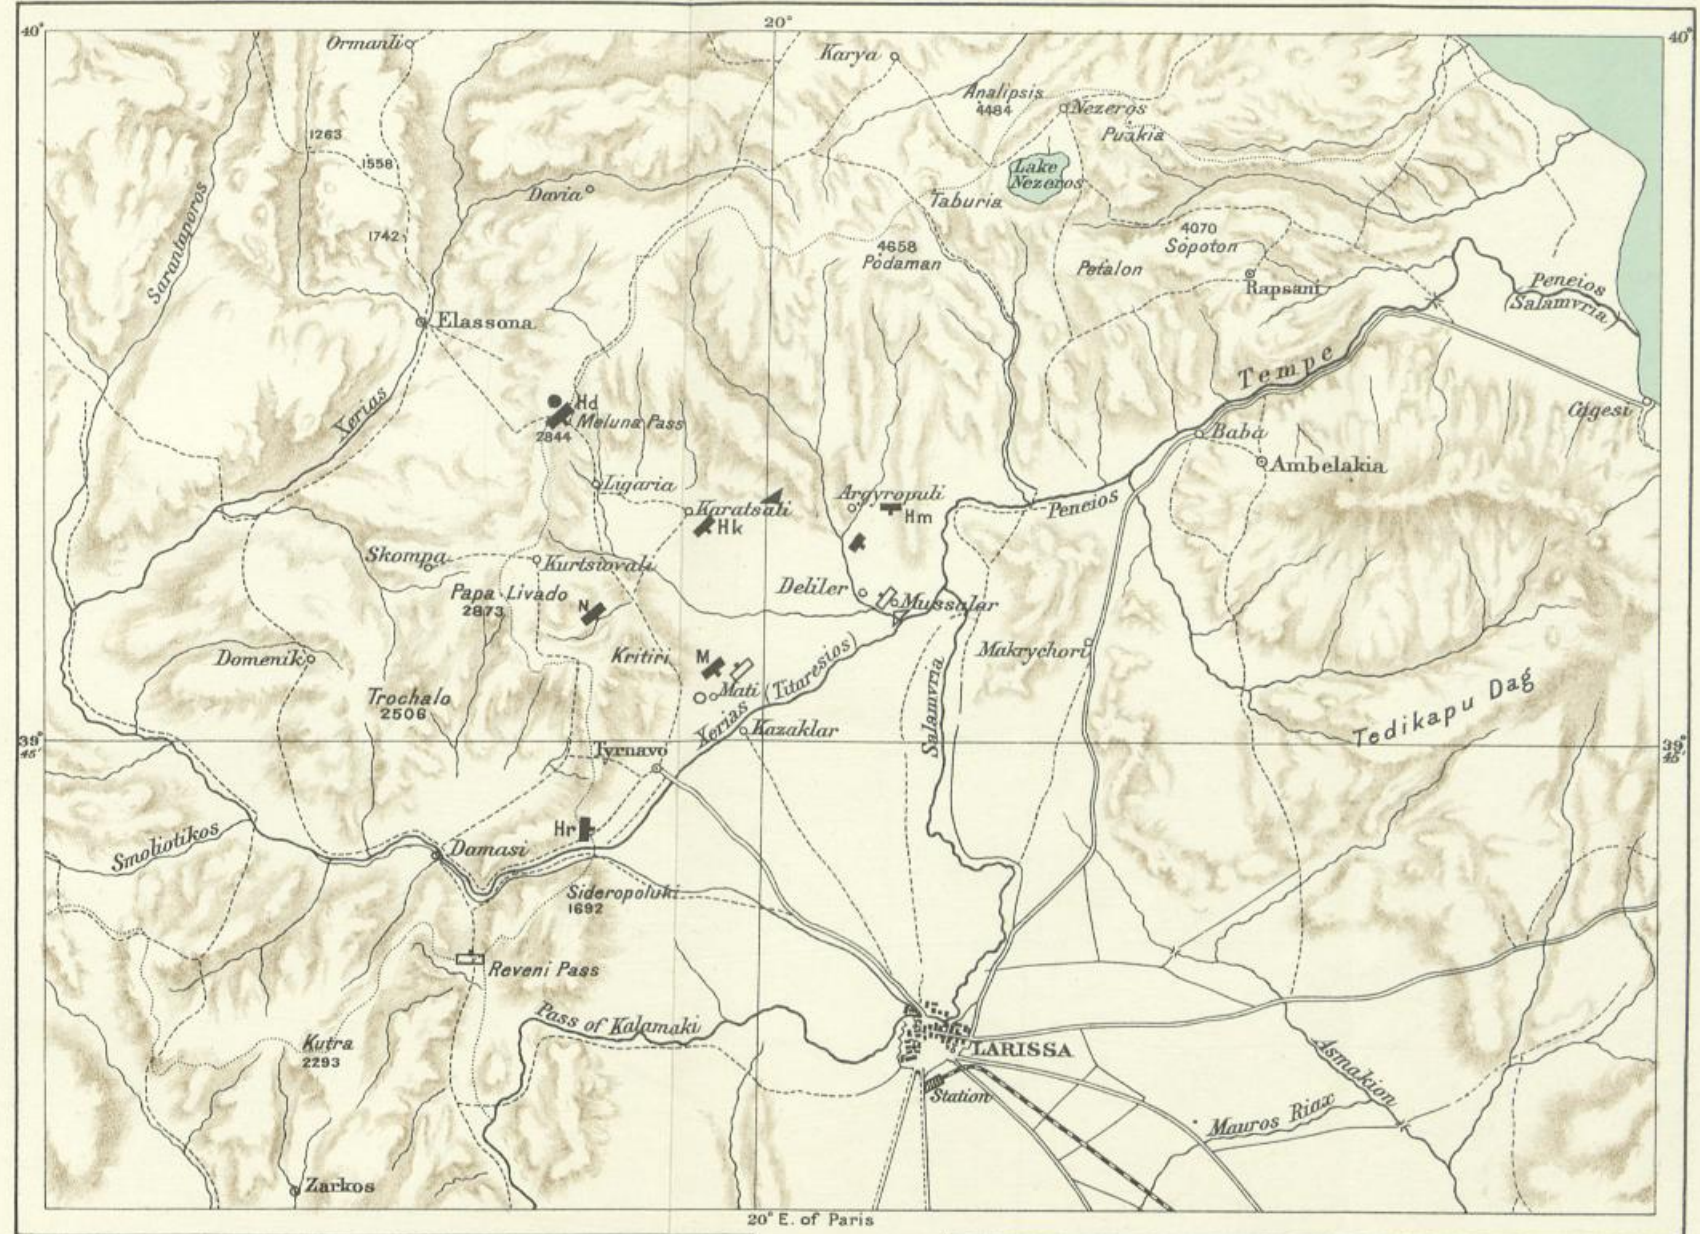 40°
20°
40°
Ormanli
Karya
Analipsis
4484
Nezeros
Puakia
1263
1558
Lake
Nezeros
Davia
Taburia
Sarantaporos
1742
4070
Sopoton
4658
Podaman
Petalon
Rapsani
Peneios
(Salamvria)
Elassona
Tempe
Xerias
Hd
Meluna Pass
2844
Cagesi
Baba
Ambelakia
Ligaria
Argyropuli
Hm
Peneios
Karatsali
Hk
Skompa
Kurtsiovali
Papa-Livado
2873
N
Deliler
Mussalar
Domenik
Kritiri
M
Makrychori
Mati
Xerias (Titaresios)
Salamvria
Trochalo
2506
Tedikapu Dag
Kazaklar
39°
45'
Tyrnavo
39°
45'
Hr
Smoliotikos
Damasi
Sideropoluki
1692
Reveni Pass
Pass of Kalamaki
Kutra
2293
LARISSA
Station
Asmakion
Mauros Riax
Zarkos
20° E. of Paris